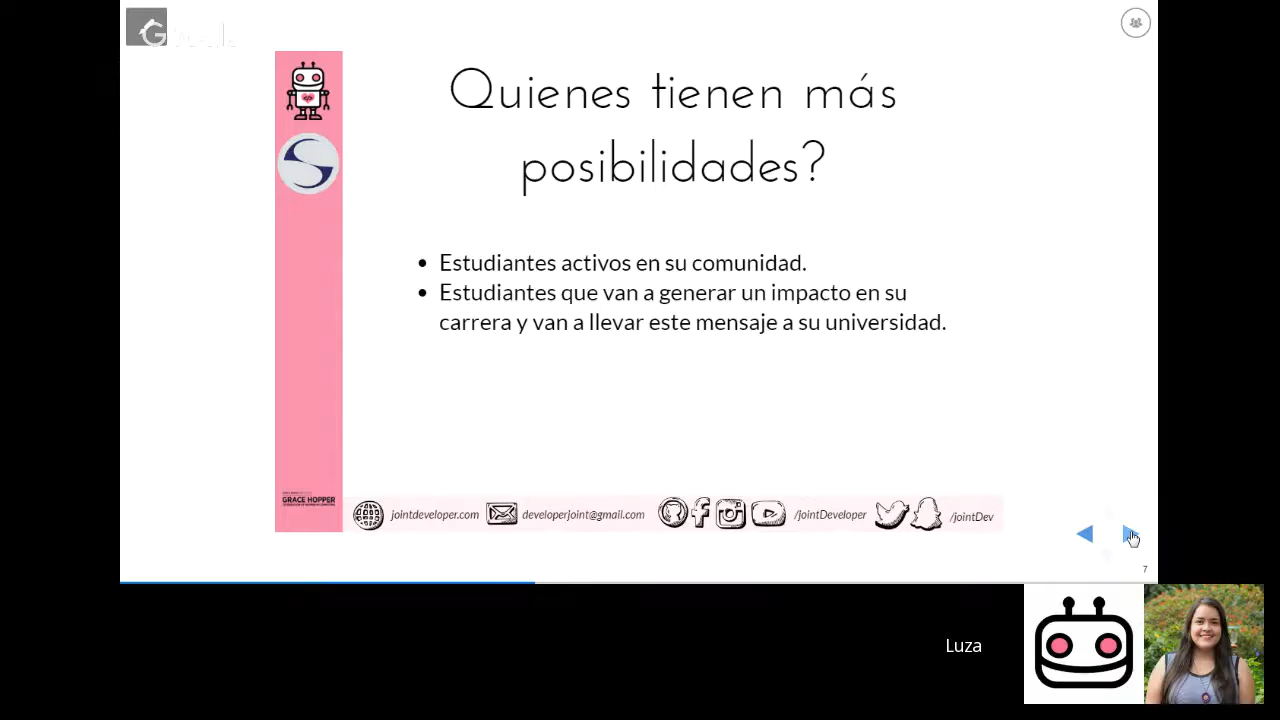 Quienes tienen más
posibilidades?
Estudiantes activos en su comunidad.
Estudiantes que van a generar un impacto en su
carrera y van a llevar este mensaje a su universidad.
GRACE HOPPER
jointdeveloper.com
developerjoint@gmail.com
/jointDeveloper
/jointDev
7
Luza